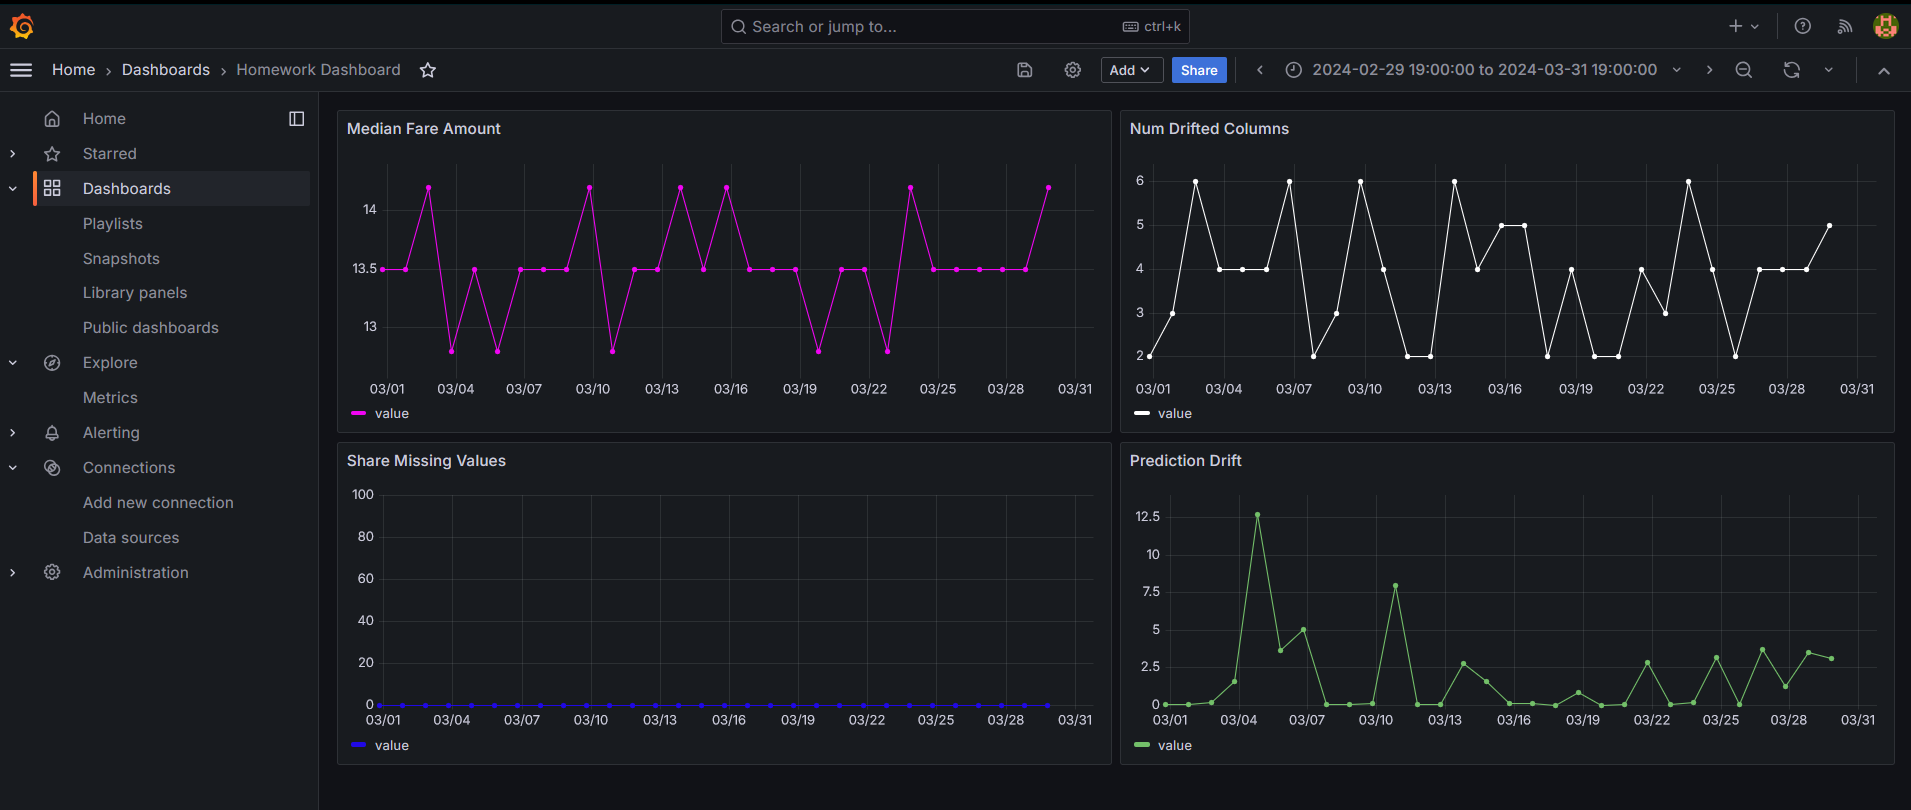 Search or jump to... ctrl+k
Home › Dashboards › Homework Dashboard Add Share 2024-02-29 19:00:00 to 2024-03-31 19:00:00
Home
Starred
Dashboards
Playlists
Snapshots
Library panels
Public dashboards
Explore
Metrics
Alerting
Connections
Add new connection
Data sources
Administration
Median Fare Amount
14
13.5
13
03/01 03/04 03/07 03/10 03/13 03/16 03/19 03/22 03/25 03/28 03/31
value
Num Drifted Columns
6
5
4
3
2
03/01 03/04 03/07 03/10 03/13 03/16 03/19 03/22 03/25 03/28 03/31
value
Share Missing Values
100
80
60
40
20
0
03/01 03/04 03/07 03/10 03/13 03/16 03/19 03/22 03/25 03/28 03/31
value
Prediction Drift
12.5
10
7.5
5
2.5
0
03/01 03/04 03/07 03/10 03/13 03/16 03/19 03/22 03/25 03/28 03/31
value